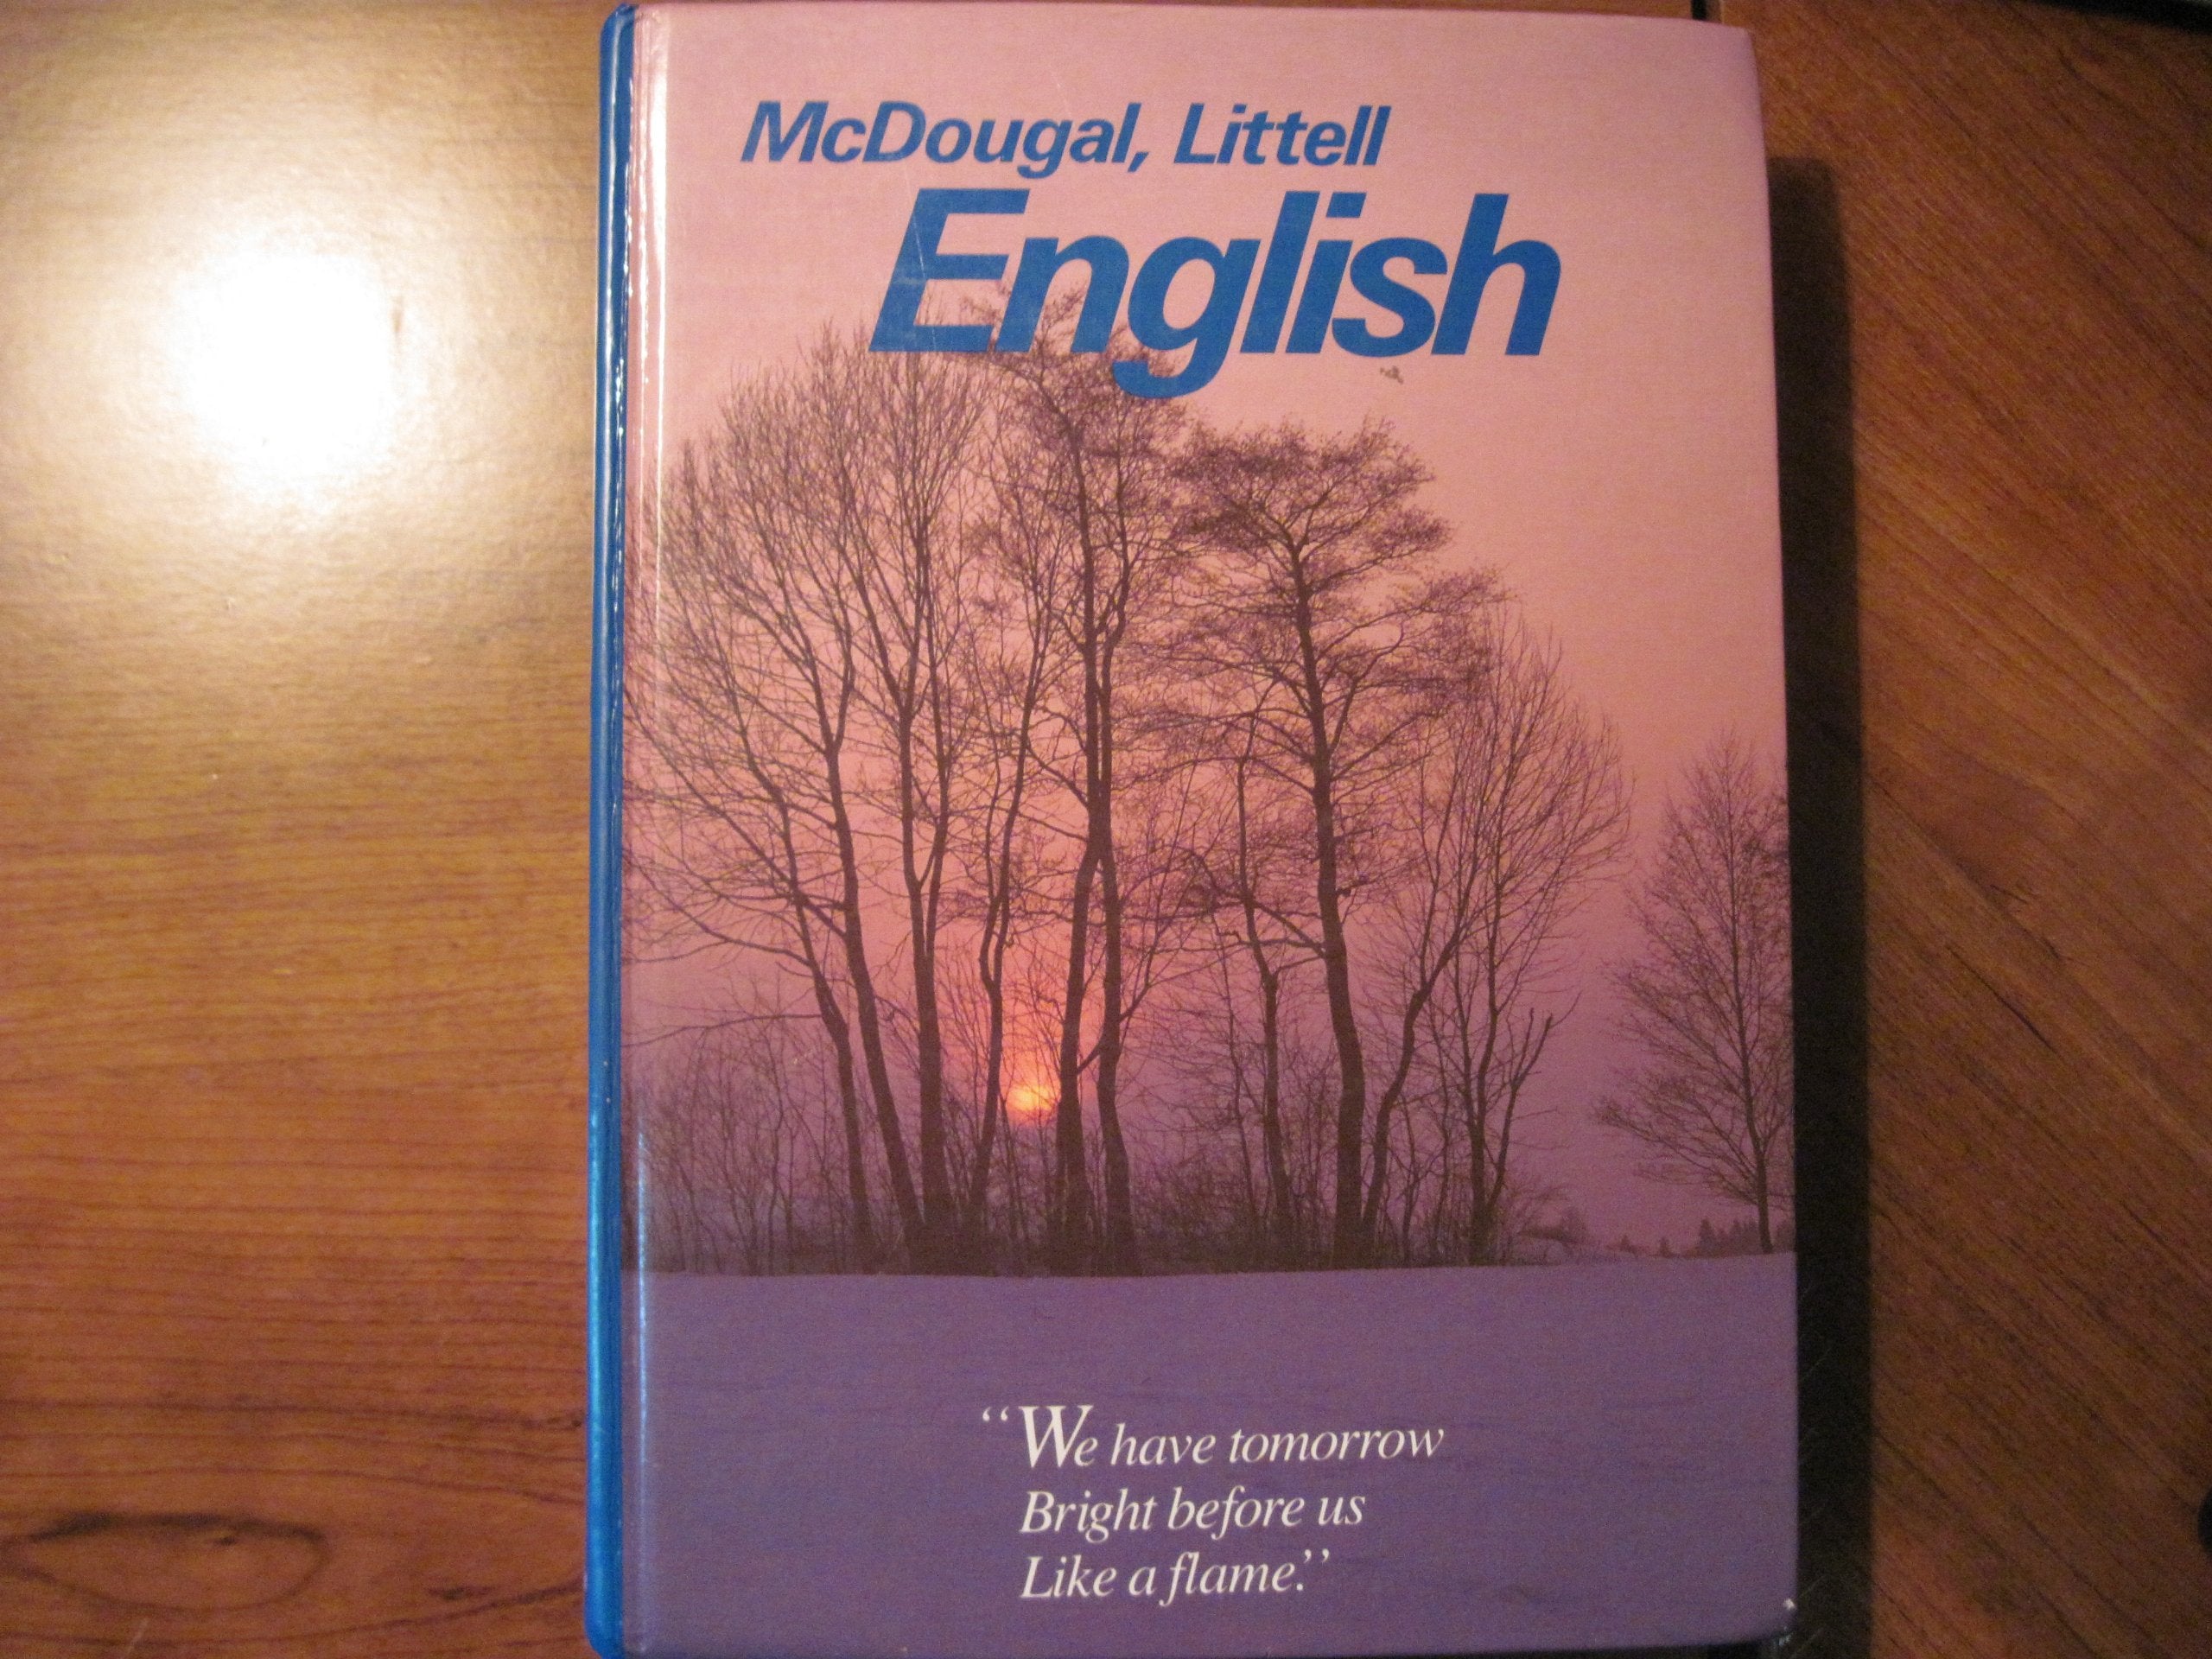 McDougal, Littell
English
“We have tomorrow
Bright before us
Like a flame.”